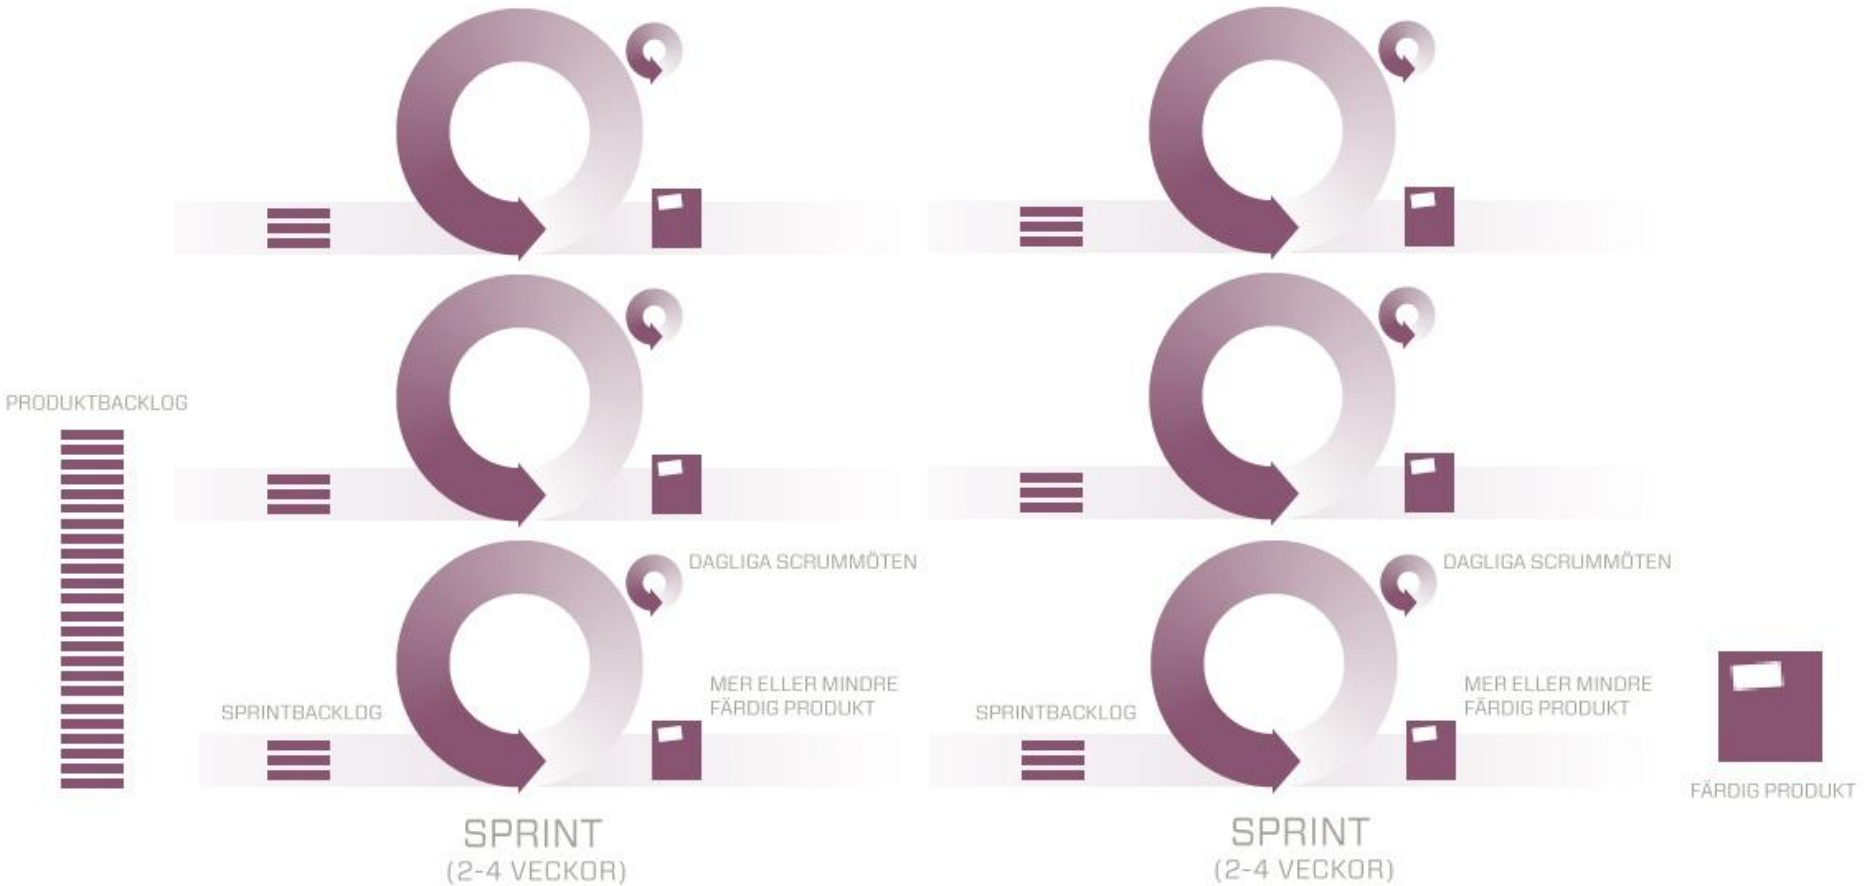 PRODUKTBACKLOG
DAGLIGA SCRUMMÖTEN
MER ELLER MINDRE
FÄRDIG PRODUKT
SPRINTBACKLOG
SPRINT
(2-4 VECKOR)
DAGLIGA SCRUMMÖTEN
MER ELLER MINDRE
FÄRDIG PRODUKT
SPRINTBACKLOG
SPRINT
(2-4 VECKOR)
FÄRDIG PRODUKT